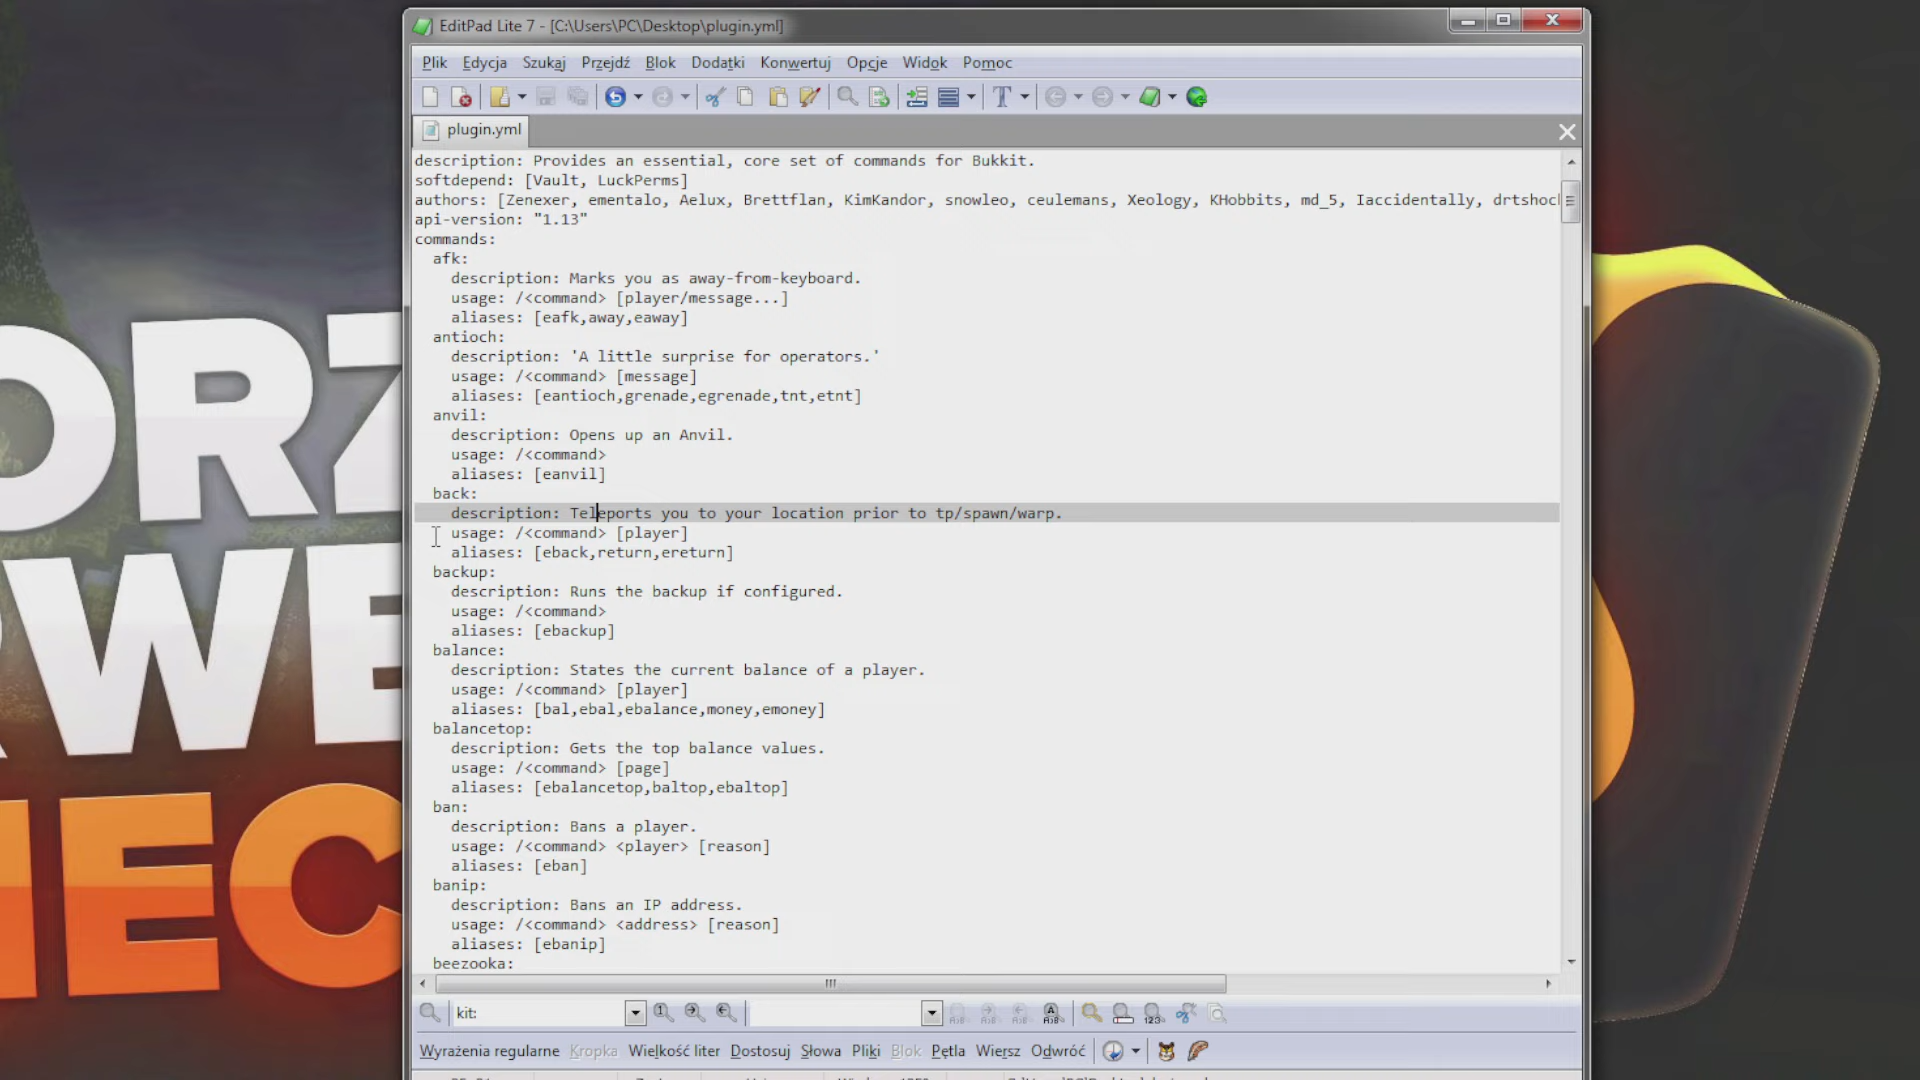 EditPad Lite 7 - [C:\Users\PC\Desktop\plugin.yml]
Plik Edycja Szukaj Przejdź Blok Dodatki Konwertuj Opcje Widok Pomoc
plugin.yml
description: Provides an essential, core set of commands for Bukkit.
softdepend: [Vault, LuckPerms]
authors: [Zenexer, ementalo, Aelux, Brettflan, KimKandor, snowleo, ceulemans, Xeology, KHobbits, md_5, Iaccidentally, drtshock
api-version: "1.13"
commands:
afk:
description: Marks you as away-from-keyboard.
usage: /<command> [player/message...]
aliases: [eafk,away,eaway]
antioch:
description: 'A little surprise for operators.'
usage: /<command> [message]
aliases: [eantioch,grenade,egrenade,tnt,etnt]
anvil:
description: Opens up an Anvil.
usage: /<command>
aliases: [eanvil]
back:
description: Teleports you to your location prior to tp/spawn/warp.
usage: /<command> [player]
aliases: [eback,return,ereturn]
backup:
description: Runs the backup if configured.
usage: /<command>
aliases: [ebackup]
balance:
description: States the current balance of a player.
usage: /<command> [player]
aliases: [bal,ebal,ebalance,money,emoney]
balancetop:
description: Gets the top balance values.
usage: /<command> [page]
aliases: [ebalancetop,baltop,ebaltop]
ban:
description: Bans a player.
usage: /<command> <player> [reason]
aliases: [eban]
banip:
description: Bans an IP address.
usage: /<command> <address> [reason]
aliases: [ebanip]
beezooka:
kit:
Wyrażenia regularne Kropka Wielkość liter Dostosuj Słowa Pliki Blok Pętla Wiersz Odwróć